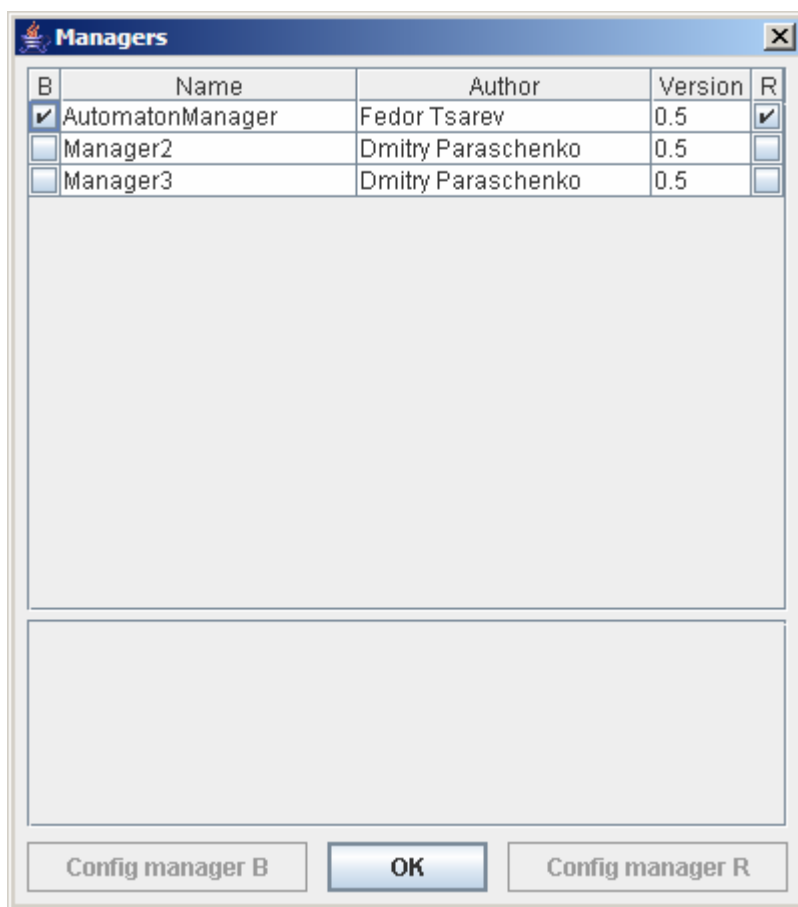 Managers
B Name Author Version R
AutomatonManager Fedor Tsarev 0.5
Manager2 Dmitry Paraschenko 0.5
Manager3 Dmitry Paraschenko 0.5
Config manager B OK Config manager R